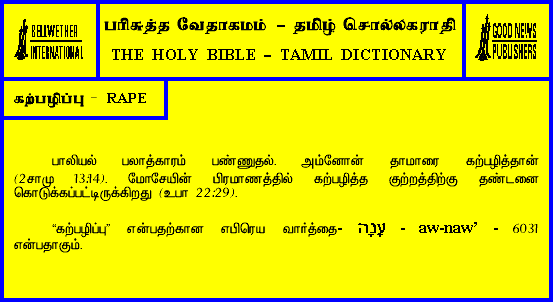 BELLWETHER
INTERNATIONAL
பரிசுத்த வேதாகமம் – தமிழ் சொல்லகராதி
THE HOLY BIBLE – TAMIL DICTIONARY
GOOD NEWS
PUBLISHERS
கற்பழிப்பு – RAPE
பாலியல் பலாத்காரம் பண்ணுதல். அம்னோன் தாமாரை கற்பழித்தான்
(2சாமு 13:14). மோசேயின் பிரமாணத்தில் கற்பழித்த குற்றத்திற்கு தண்டனை
கொடுக்கப்பட்டிருக்கிறது (உபா 22:29).
“கற்பழிப்பு” என்பதற்கான எபிரெய வார்த்தை- עָנָה - aw-naw’ - 6031
என்பதாகும்.